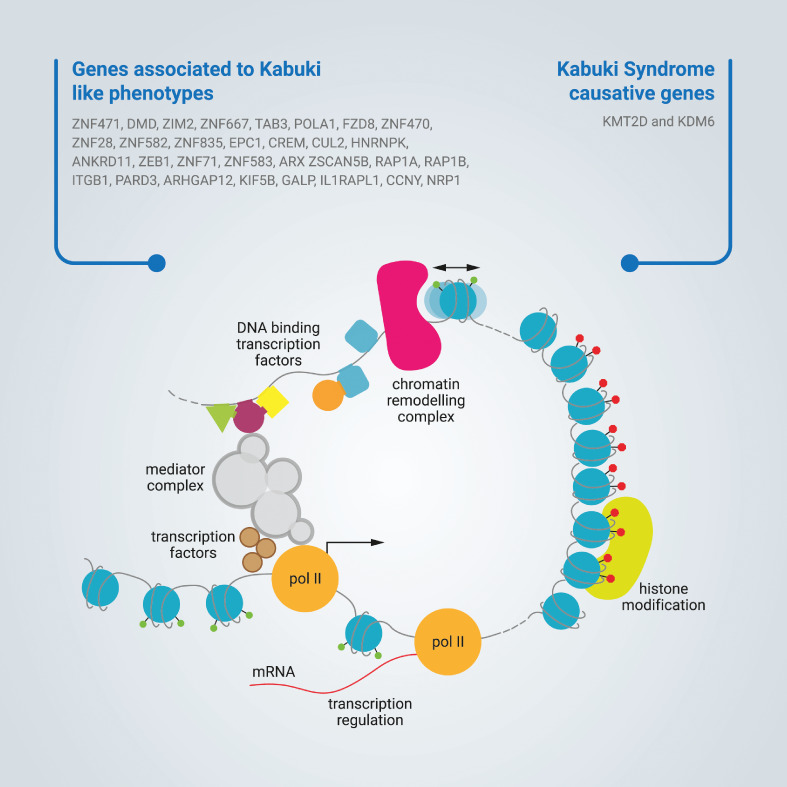 Genes associated to Kabuki
like phenotypes
ZNF471, DMD, ZIM2, ZNF667, TAB3, POLA1, FZD8, ZNF470,
ZNF28, ZNF582, ZNF835, EPC1, CREM, CUL2, HNRNPK,
ANKRD11, ZEB1, ZNF71, ZNF583, ARX ZSCAN5B, RAP1A, RAP1B,
ITGB1, PARD3, ARHGAP12, KIF5B, GALP, IL1RAPL1, CCNY, NRP1
Kabuki Syndrome
causative genes
KMT2D and KDM6
DNA binding
transcription
factors
chromatin
remodelling
complex
mediator
complex
transcription
factors
pol II
histone
modification
pol II
mRNA
transcription
regulation